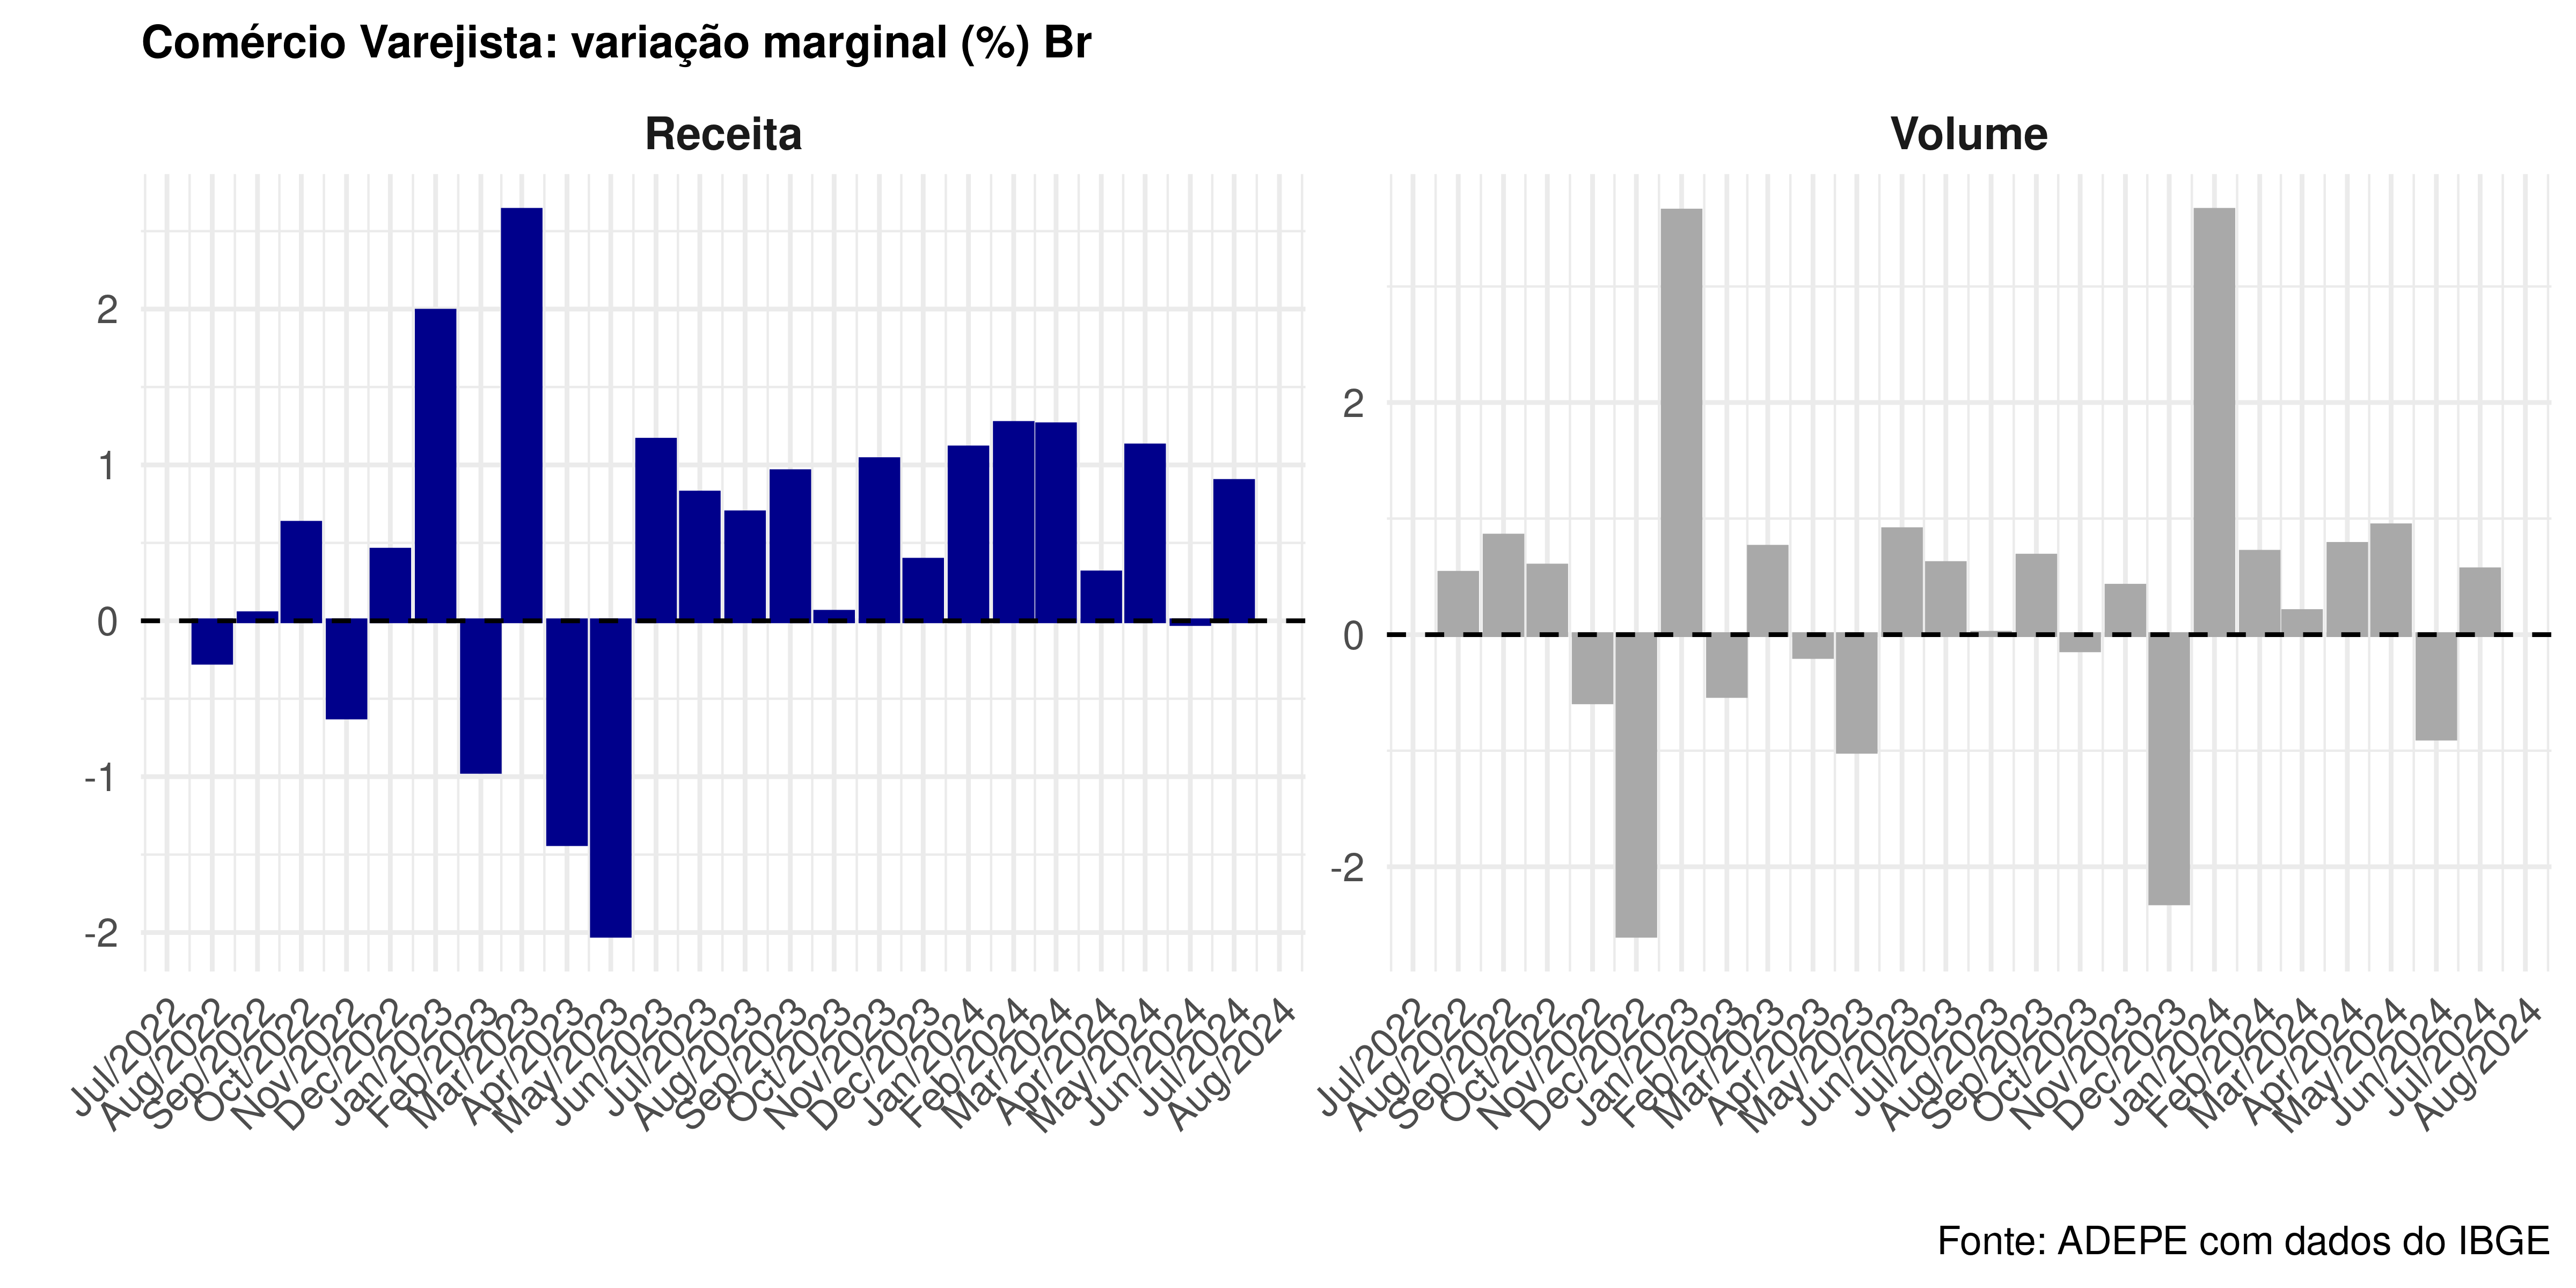 Comércio Varejista: variação marginal (%) Br
Receita
Volume
2
1
0
-1
-2
2
0
-2
Jul/2022
Aug/2022
Sep/2022
Oct/2022
Nov/2022
Dec/2022
Jan/2023
Feb/2023
Mar/2023
Apr/2023
May/2023
Jun/2023
Jul/2023
Aug/2023
Sep/2023
Oct/2023
Nov/2023
Dec/2023
Jan/2024
Feb/2024
Mar/2024
Apr/2024
May/2024
Jun/2024
Jul/2024
Aug/2024
Jul/2022
Aug/2022
Sep/2022
Oct/2022
Nov/2022
Dec/2022
Jan/2023
Feb/2023
Mar/2023
Apr/2023
May/2023
Jun/2023
Jul/2023
Aug/2023
Sep/2023
Oct/2023
Nov/2023
Dec/2023
Jan/2024
Feb/2024
Mar/2024
Apr/2024
May/2024
Jun/2024
Jul/2024
Aug/2024
Fonte: ADEPE com dados do IBGE